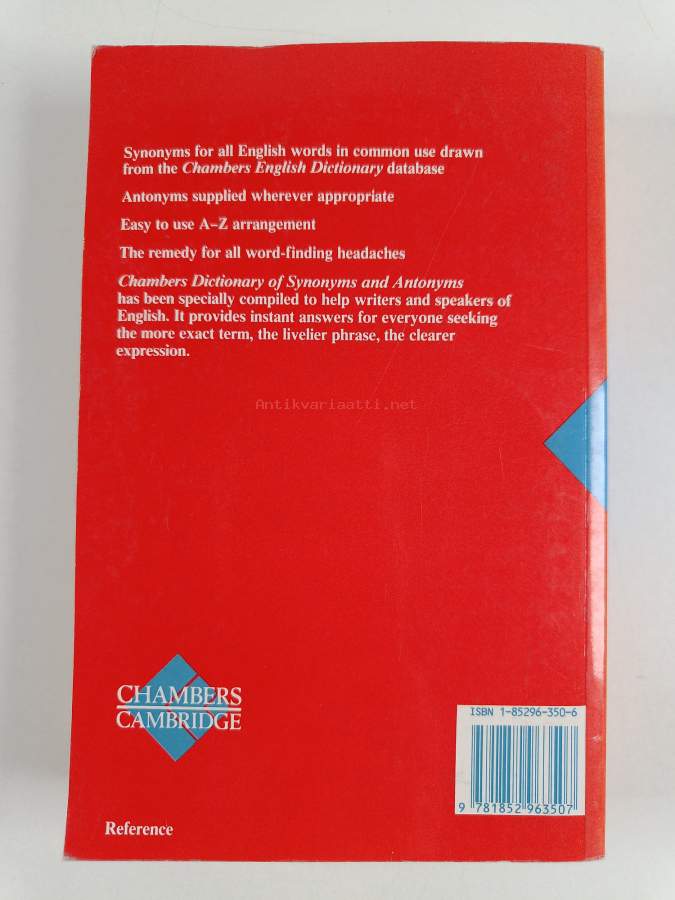 Synonyms for all English words in common use drawn
from the Chambers English Dictionary database
Antonyms supplied wherever appropriate
Easy to use A–Z arrangement
The remedy for all word-finding headaches
Chambers Dictionary of Synonyms and Antonyms
has been specially compiled to help writers and speakers of
English. It provides instant answers for everyone seeking
the more exact term, the livelier phrase, the clearer
expression.
Antikvariaatti.net
CHAMBERS
CAMBRIDGE
ISBN 1-85296-350-6
9 781852 963507
Reference